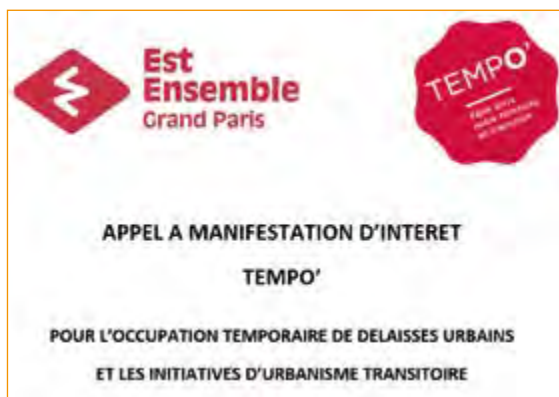 Est
Ensemble
Grand Paris
TEMPO'
APPEL A MANIFESTATION D'INTERET
TEMPO'
POUR L'OCCUPATION TEMPORAIRE DE DELAISSES URBAINS
ET LES INITIATIVES D'URBANISME TRANSITOIRE